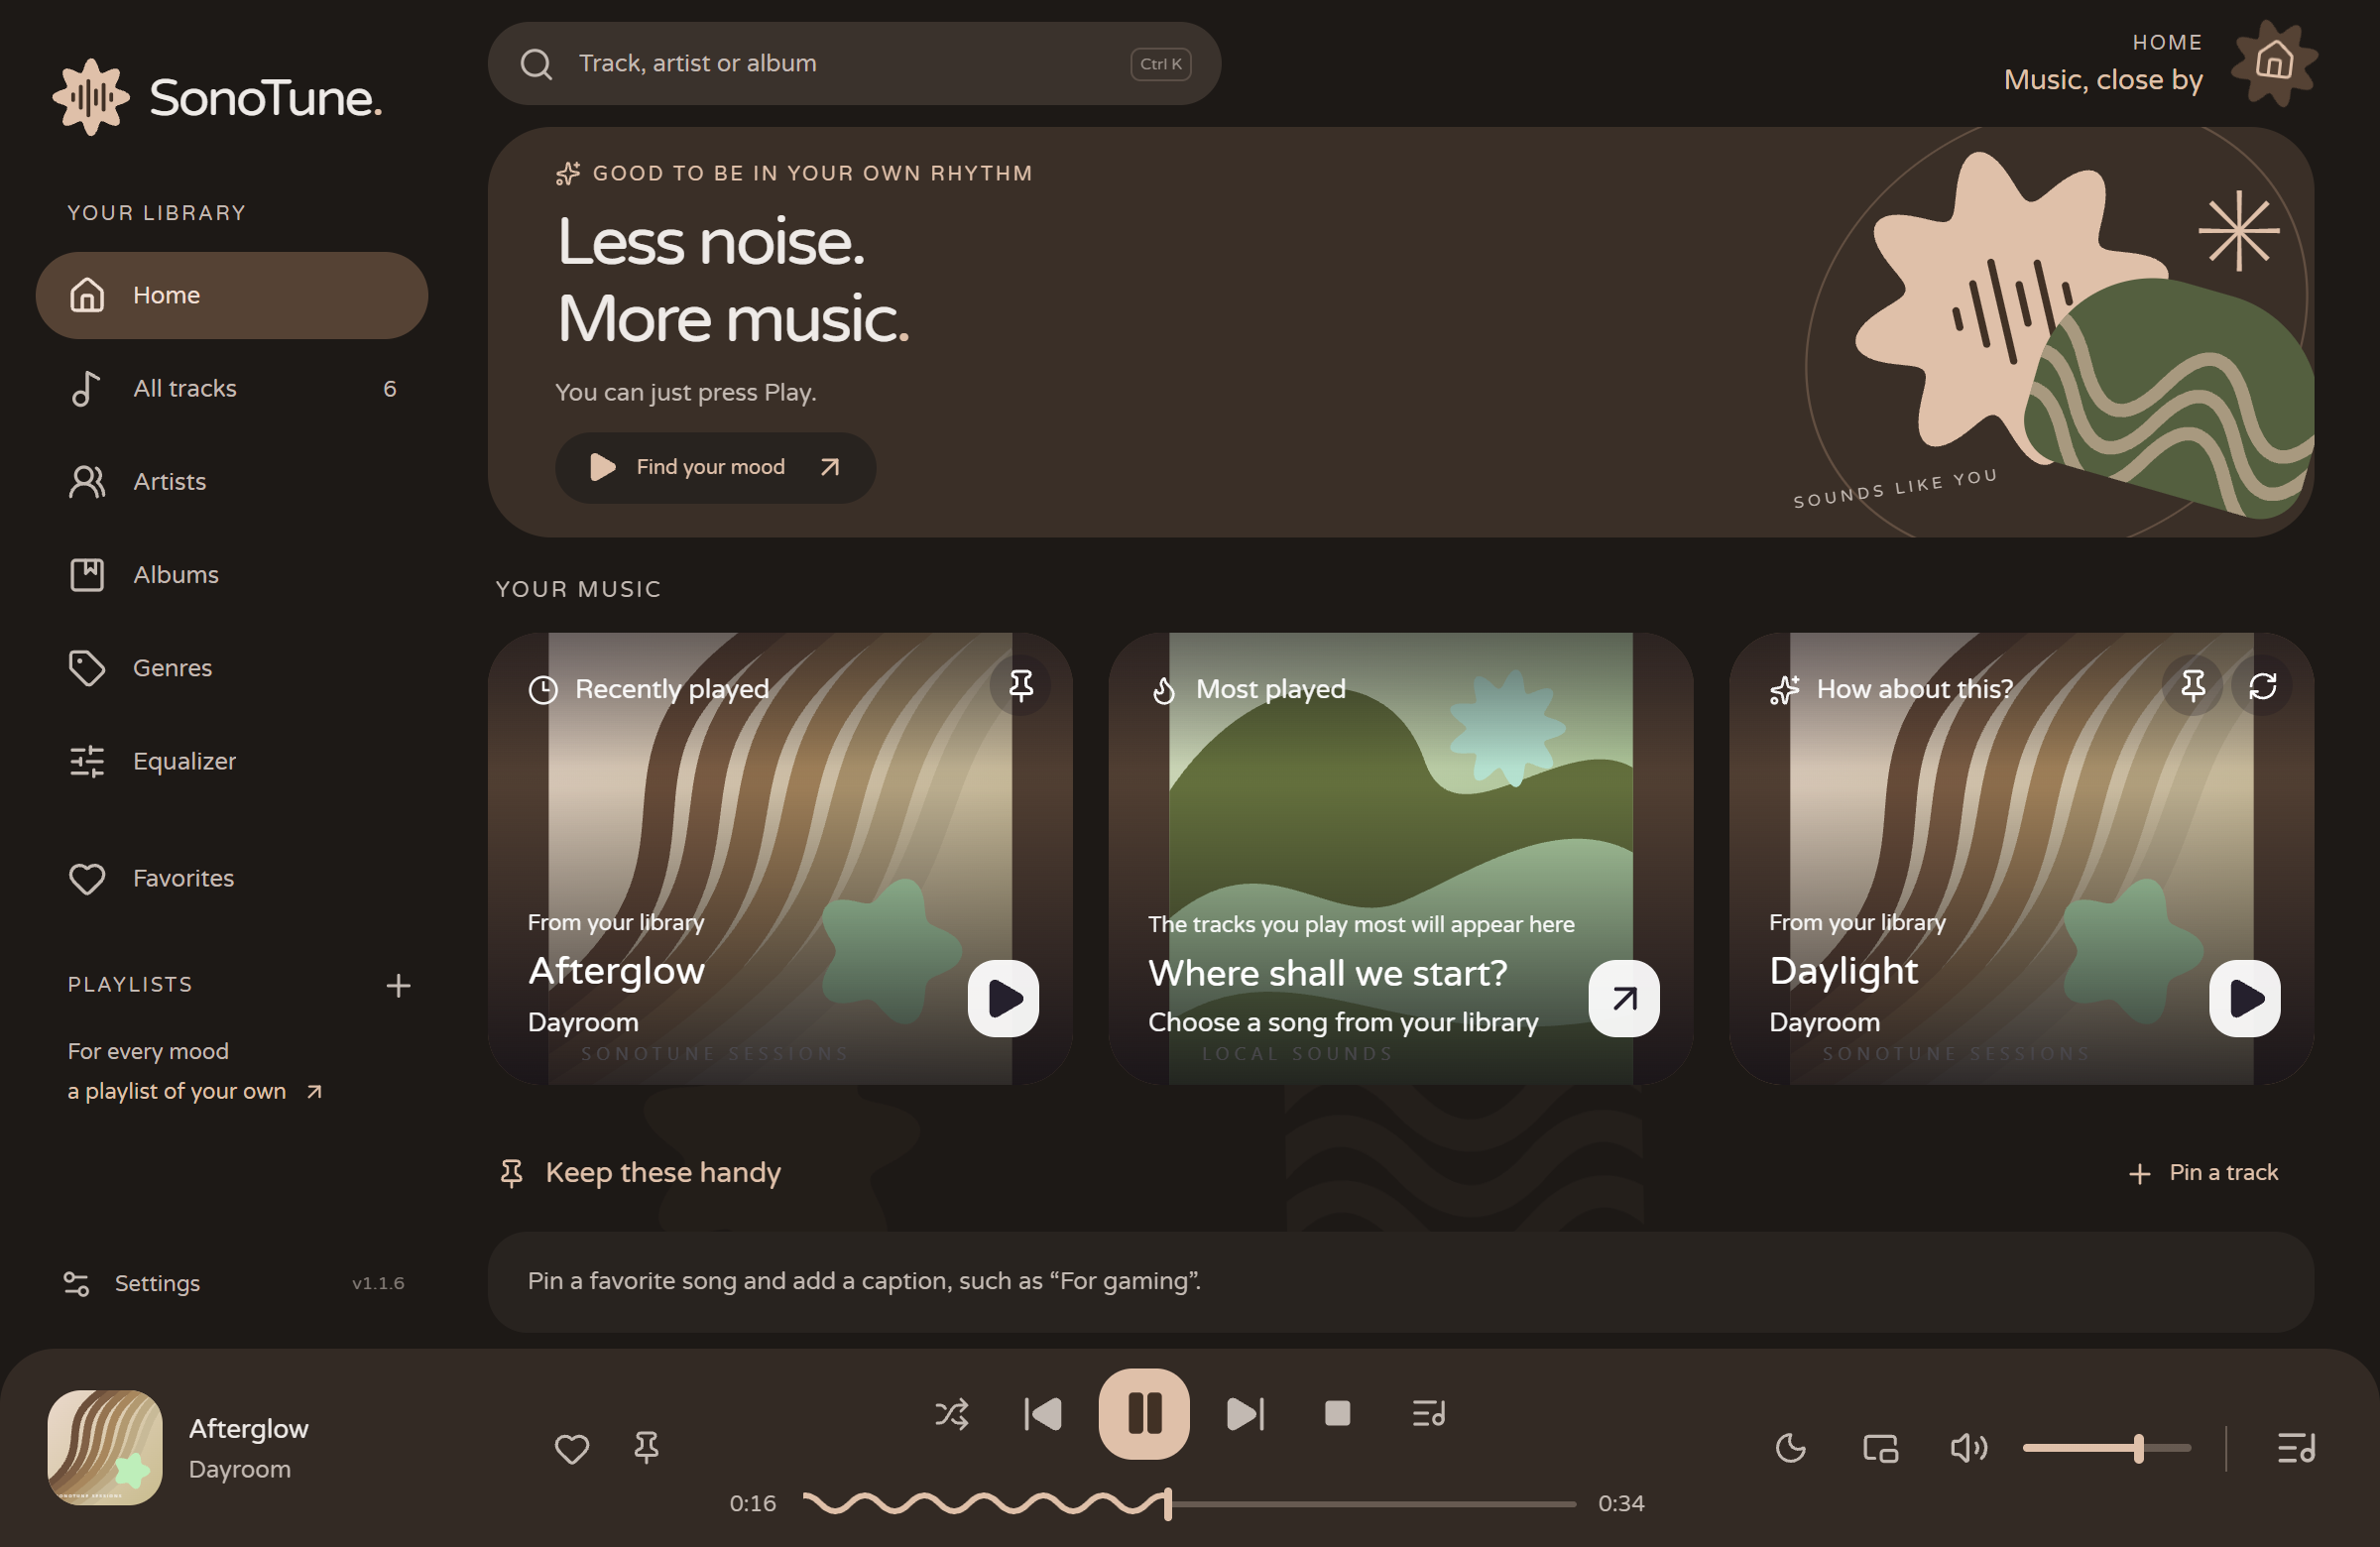 SonoTune.
YOUR LIBRARY
Home
All tracks 6
Artists
Albums
Genres
Equalizer
Favorites
PLAYLISTS
For every mood
a playlist of your own
Settings v1.1.6
Track, artist or album Ctrl K
HOME
Music, close by
GOOD TO BE IN YOUR OWN RHYTHM
Less noise.
More music.
You can just press Play.
Find your mood
SOUNDS LIKE YOU
YOUR MUSIC
Recently played
From your library
Afterglow
Dayroom
SONOTUNE SESSIONS
Most played
The tracks you play most will appear here
Where shall we start?
Choose a song from your library
LOCAL SOUNDS
How about this?
From your library
Daylight
Dayroom
SONOTUNE SESSIONS
Keep these handy
Pin a track
Pin a favorite song and add a caption, such as “For gaming”.
Afterglow
Dayroom
0:16
0:34